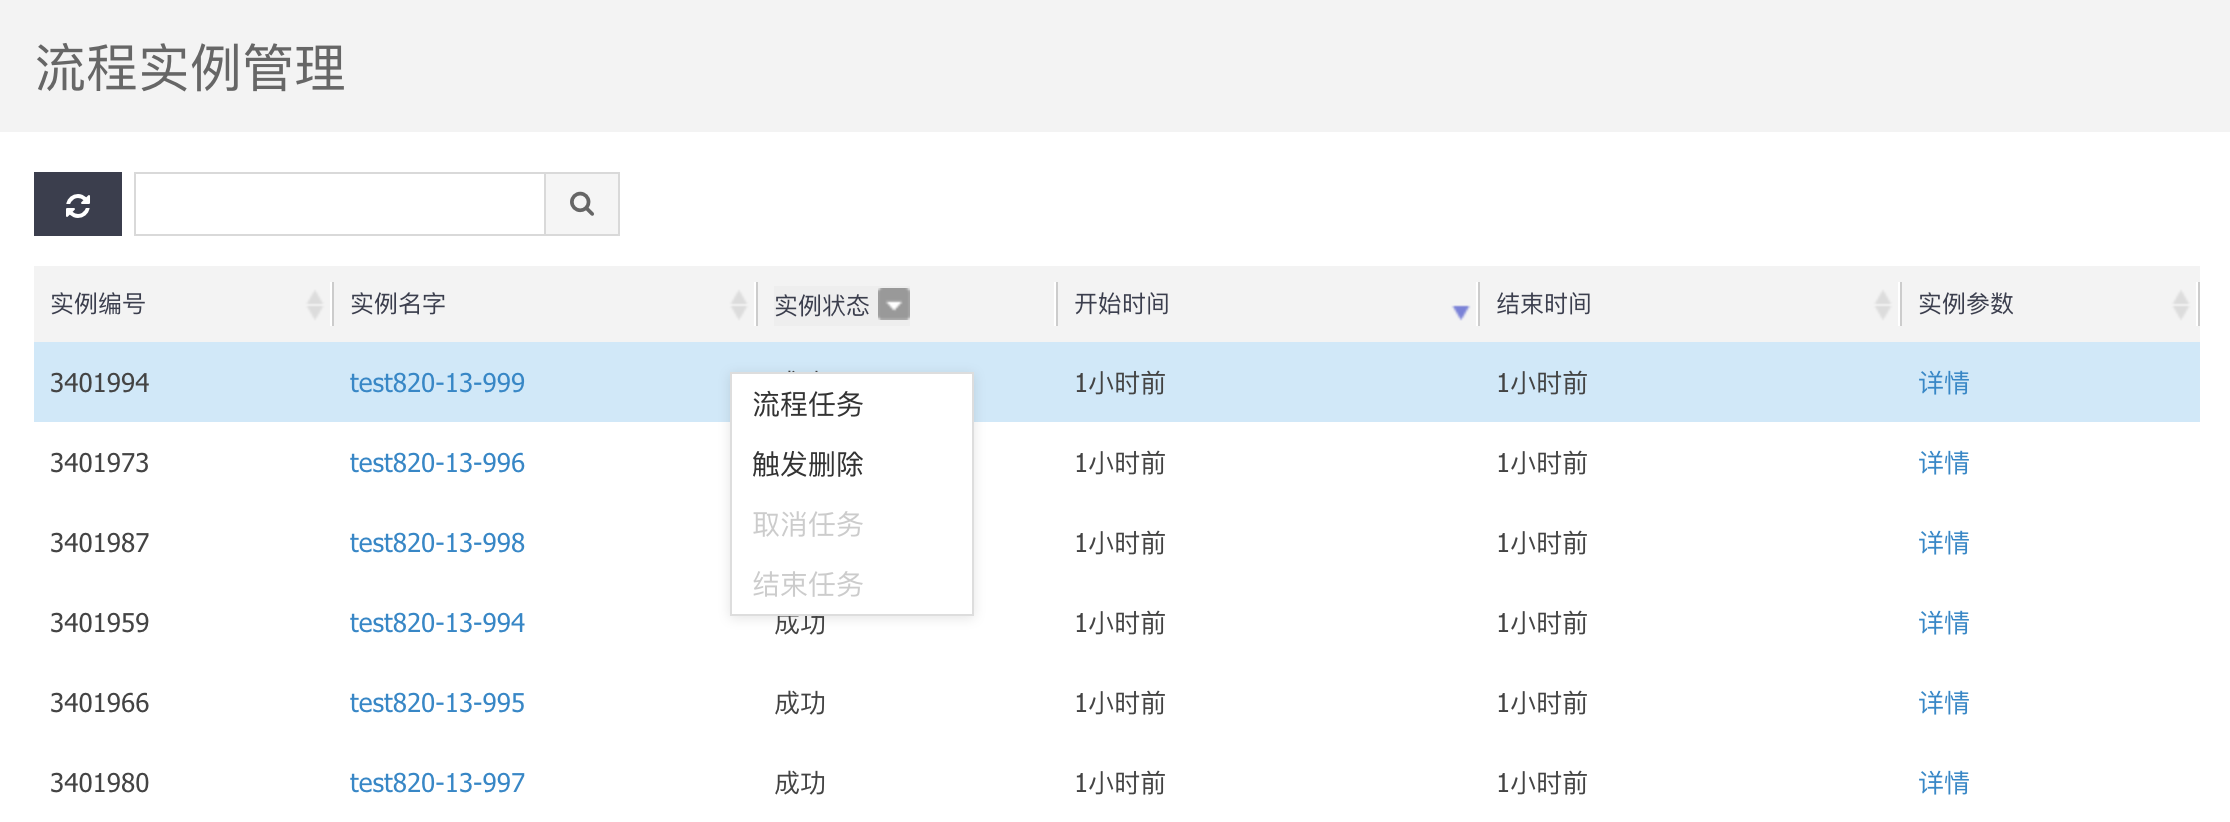 流程实例管理
实例编号 实例名字 实例状态 开始时间 结束时间 实例参数
3401994 test820-13-999 1小时前 1小时前 详情
流程任务
3401973 test820-13-996 1小时前 1小时前 详情
触发删除
取消任务
3401987 test820-13-998 1小时前 1小时前 详情
结束任务
3401959 test820-13-994 成功 1小时前 1小时前 详情
3401966 test820-13-995 成功 1小时前 1小时前 详情
3401980 test820-13-997 成功 1小时前 1小时前 详情